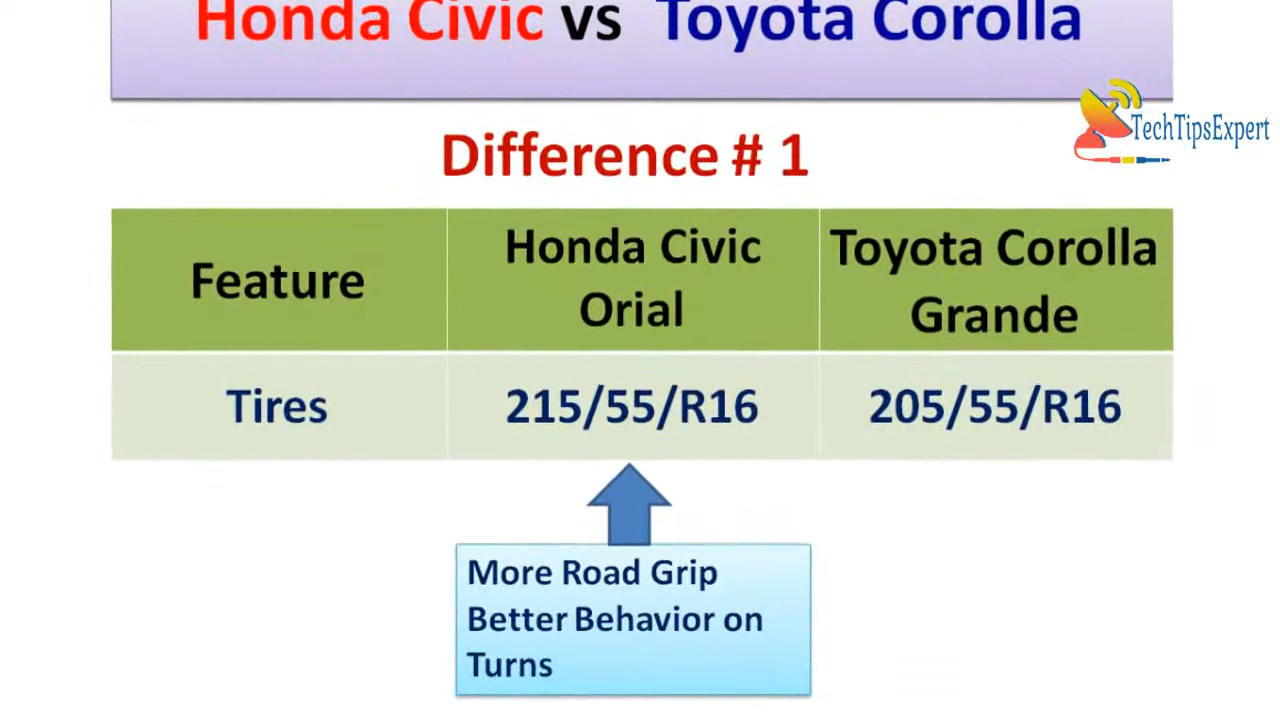 Honda Civic vs Toyota Corolla
TechTipsExpert
Difference # 1
Feature
Honda Civic
Orial
Toyota Corolla
Grande
Tires
215/55/R16
205/55/R16
More Road Grip
Better Behavior on
Turns